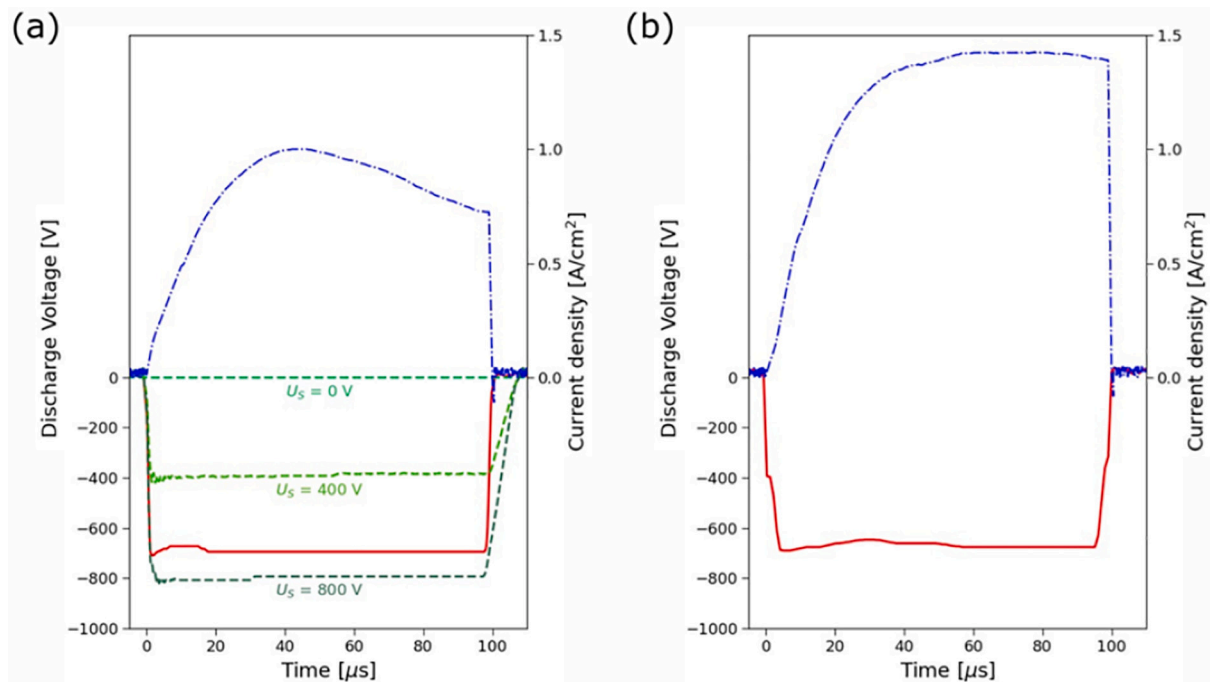 (a)
1.5
1.0
0.5
0.0
0
−200
−400
−600
−800
−1000
Discharge Voltage [V]
Current density [A/cm²]
U_S = 0 V
U_S = 400 V
U_S = 800 V
0 20 40 60 80 100
Time [μs]
(b)
1.5
1.0
0.5
0.0
0
−200
−400
−600
−800
−1000
Discharge Voltage [V]
Current density [A/cm²]
0 20 40 60 80 100
Time [μs]